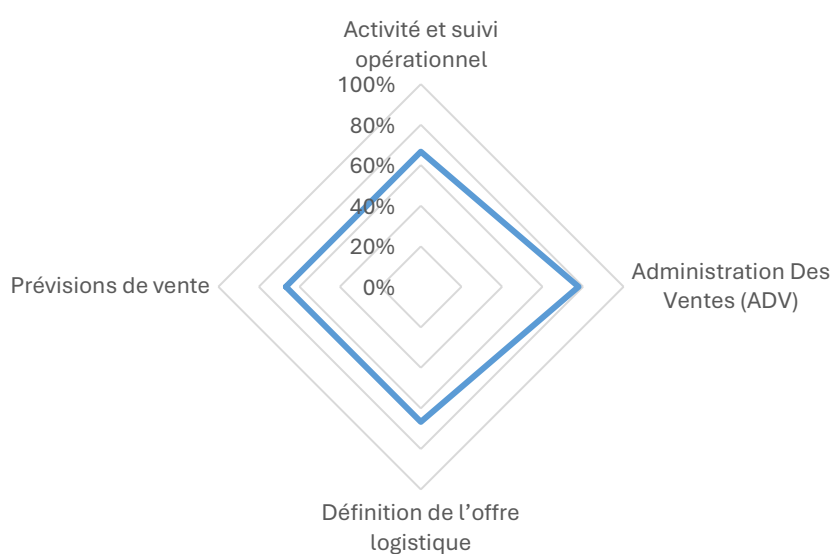 Activité et suivi
opérationnel
100%
80%
60%
40%
20%
0%
Prévisions de vente
Administration Des
Ventes (ADV)
Définition de l’offre
logistique